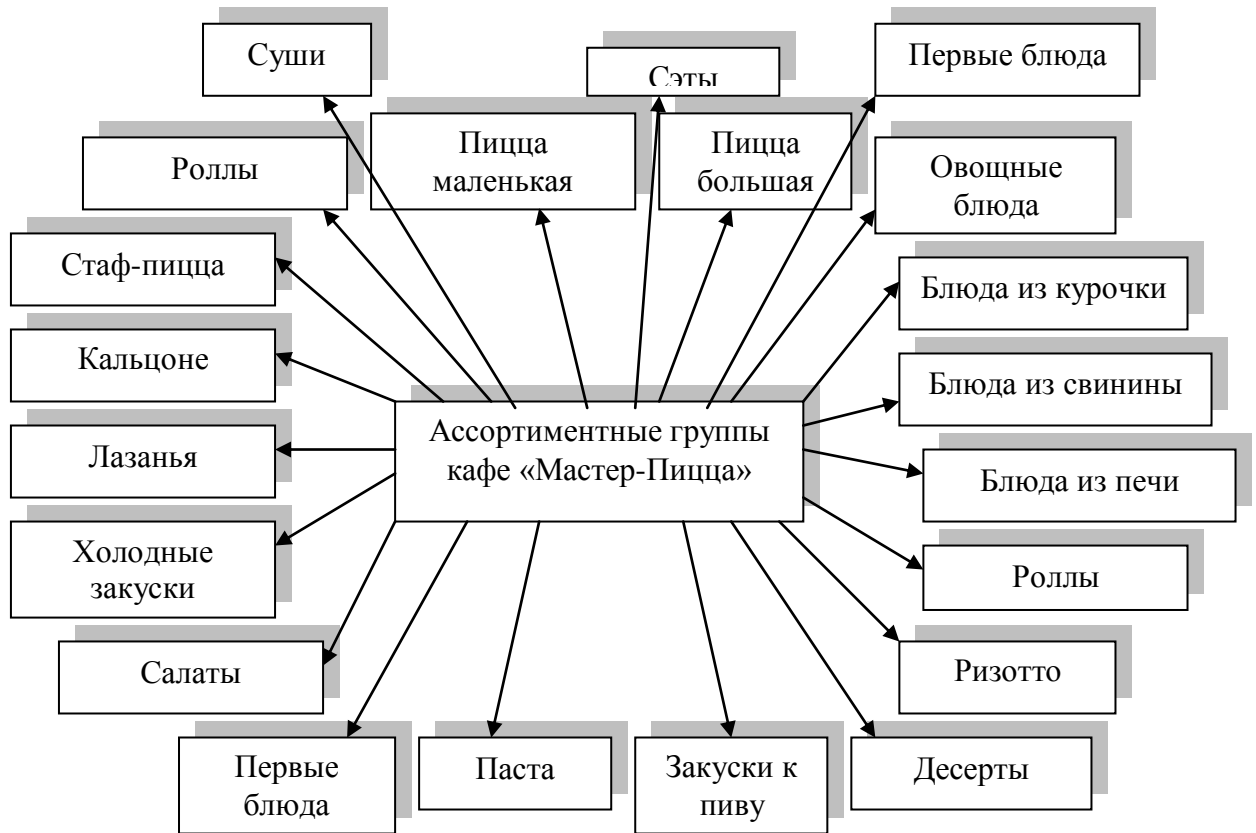 Суши
Сэты
Первые блюда
Роллы
Пицца
маленькая
Пицца
большая
Овощные
блюда
Стаф-пицца
Блюда из курочки
Кальцоне
Блюда из свинины
Ассортиментные группы
кафе «Мастер-Пицца»
Лазанья
Блюда из печи
Холодные
закуски
Роллы
Салаты
Ризотто
Первые
блюда
Паста
Закуски к
пиву
Десерты